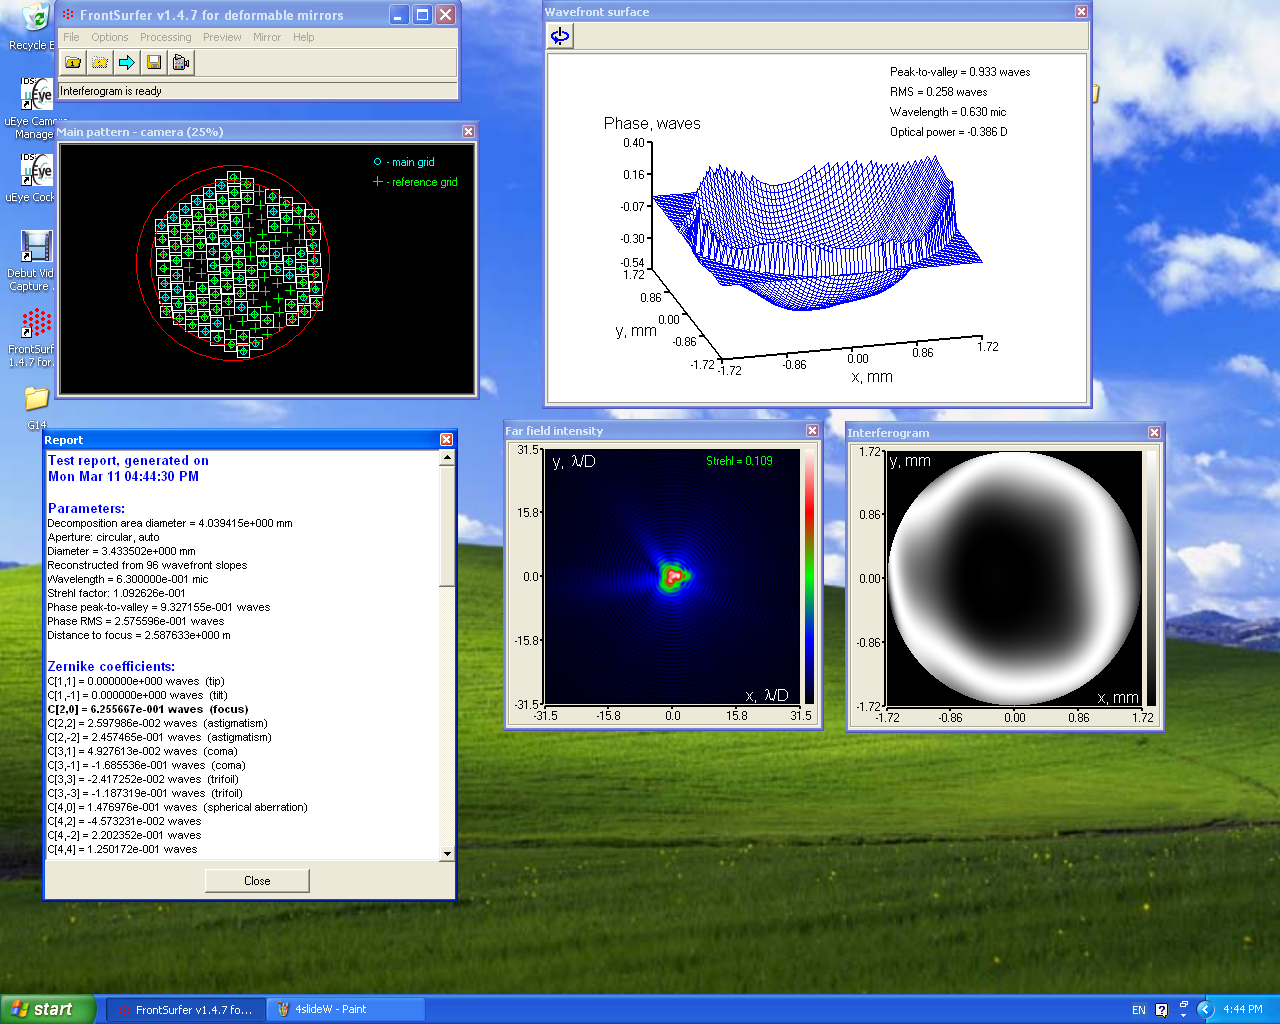 FrontSurfer v1.4.7 for deformable mirrors
File Options Processing Preview Mirror Help
Interferogram is ready
Recycle B
IDS
uEye Came
Manage
IDS
uEye Cock
Debut Vid
Capture .
FrontSurf
1.4.7 for.
G14
Main pattern - camera (25%)
- main grid
- reference grid
Wavefront surface
Peak-to-valley = 0.933 waves
RMS = 0.258 waves
Wavelength = 0.630 mic
Optical power = -0.386 D
Phase, waves
0.40
0.16
-0.07
-0.30
-0.54
1.72
0.86
0.00
-0.86
-1.72
y, mm
-1.72
-0.86
0.00
0.86
1.72
x, mm
Report
Test report, generated on
Mon Mar 11 04:44:30 PM
Parameters:
Decomposition area diameter = 4.039415e+000 mm
Aperture: circular, auto
Diameter = 3.433502e+000 mm
Reconstructed from 96 wavefront slopes
Wavelength = 6.300000e-001 mic
Strehl factor: 1.092626e-001
Phase peak-to-valley = 9.327155e-001 waves
Phase RMS = 2.575596e-001 waves
Distance to focus = 2.587633e+000 m
Zernike coefficients:
C[1,1] = 0.000000e+000 waves (tip)
C[1,-1] = 0.000000e+000 waves (tilt)
C[2,0] = 6.255667e-001 waves (focus)
C[2,2] = 2.597986e-002 waves (astigmatism)
C[2,-2] = 2.457465e-001 waves (astigmatism)
C[3,1] = 4.927613e-002 waves (coma)
C[3,-1] = -1.685536e-001 waves (coma)
C[3,3] = -2.417252e-002 waves (trifoil)
C[3,-3] = -1.187319e-001 waves (trifoil)
C[4,0] = 1.476976e-001 waves (spherical aberration)
C[4,2] = -4.573231e-002 waves
C[4,-2] = 2.202352e-001 waves
C[4,4] = 1.250172e-001 waves
Close
Far field intensity
y, λ/D
Strehl = 0.109
31.5
15.8
0.0
-15.8
-31.5
x, λ/D
-31.5 -15.8 0.0 15.8 31.5
Interferogram
y, mm
1.72
0.86
0.00
-0.86
-1.72
x, mm
-1.72 -0.86 0.00 0.86 1.72
start
FrontSurfer v1.4.7 fo...
4slideW - Paint
EN
4:44 PM